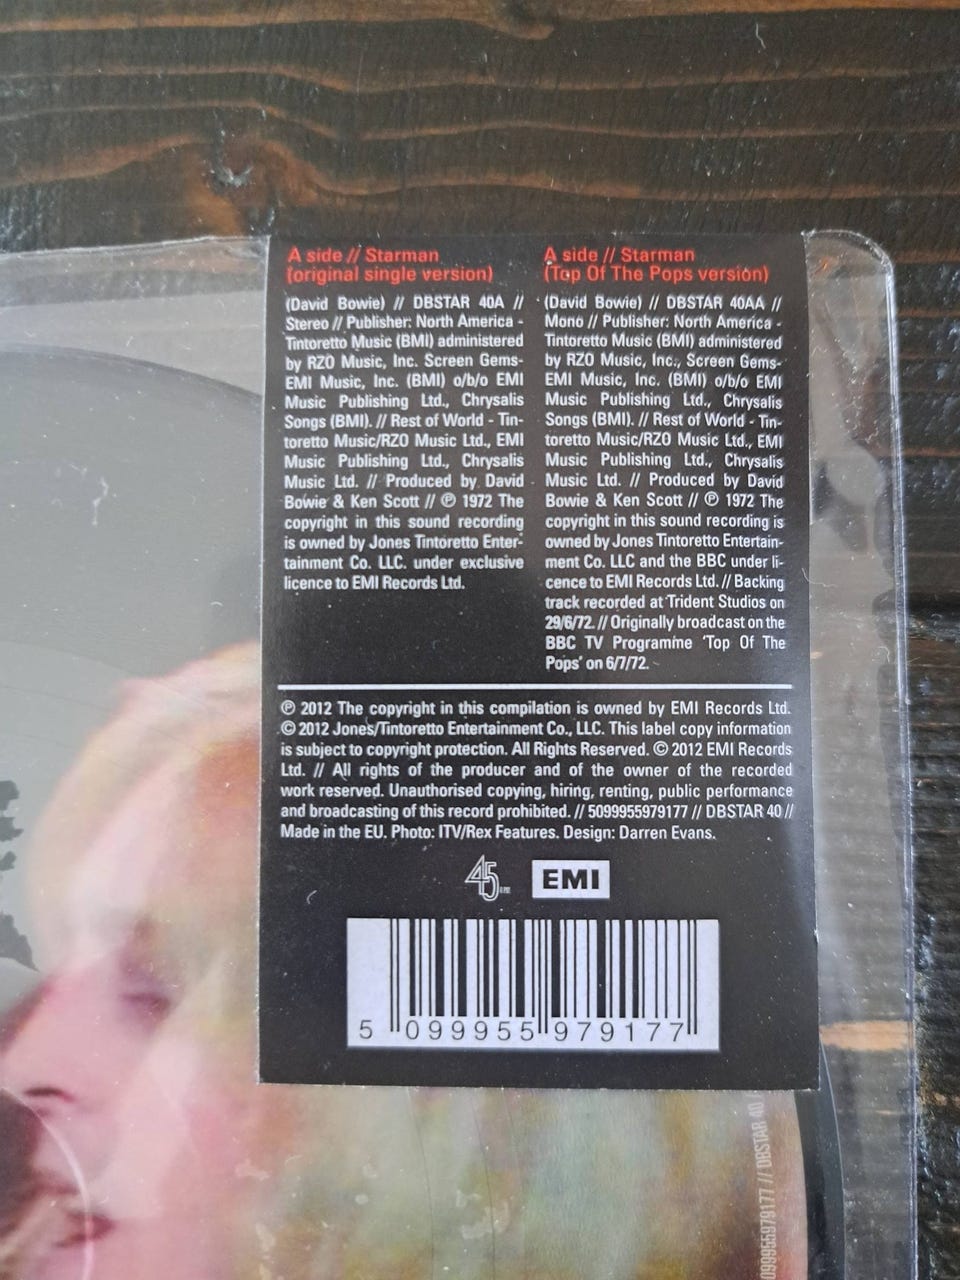 A side // Starman
(original single version)
(David Bowie) // DBSTAR 40A //
Stereo // Publisher: North America -
Tintoretto Music (BMI) administered
by RZO Music, Inc. Screen Gems-
EMI Music, Inc. (BMI) o/b/o EMI
Music Publishing Ltd., Chrysalis
Songs (BMI). // Rest of World - Tin-
toretto Music/RZO Music Ltd., EMI
Music Publishing Ltd., Chrysalis
Music Ltd. // Produced by David
Bowie & Ken Scott // ℗ 1972 The
copyright in this sound recording
is owned by Jones Tintoretto Enter-
tainment Co. LLC. under exclusive
licence to EMI Records Ltd.
A side // Starman
(Top Of The Pops version)
(David Bowie) // DBSTAR 40AA //
Mono // Publisher: North America -
Tintoretto Music (BMI) administered
by RZO Music, Inc., Screen Gems-
EMI Music, Inc. (BMI) o/b/o EMI
Music Publishing Ltd., Chrysalis
Songs (BMI). // Rest of World - Tin-
toretto Music/RZO Music Ltd., EMI
Music Publishing Ltd., Chrysalis
Music Ltd. // Produced by David
Bowie & Ken Scott // ℗ 1972 The
copyright in this sound recording is
owned by Jones Tintoretto Entertain-
ment Co. LLC and the BBC under li-
cence to EMI Records Ltd. // Backing
track recorded at Trident Studios on
29/6/72. // Originally broadcast on the
BBC TV Programme 'Top Of The
Pops' on 6/7/72.
℗ 2012 The copyright in this compilation is owned by EMI Records Ltd.
© 2012 Jones/Tintoretto Entertainment Co., LLC. This label copy information
is subject to copyright protection. All Rights Reserved. © 2012 EMI Records
Ltd. // All rights of the producer and of the owner of the recorded
work reserved. Unauthorised copying, hiring, renting, public performance
and broadcasting of this record prohibited. // 5099955979177 // DBSTAR 40 //
Made in the EU. Photo: ITV/Rex Features. Design: Darren Evans.
45 EMI
5 099955 979177
099955979177 // DBSTAR 40